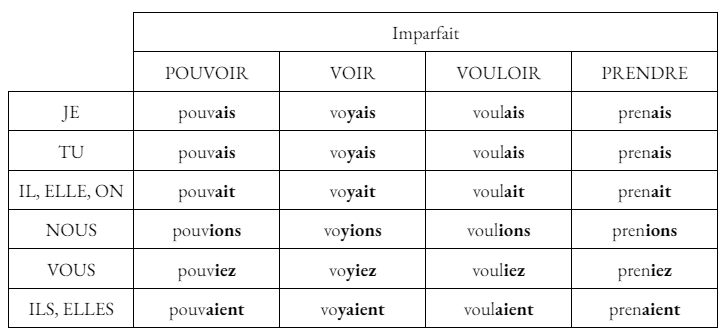 Imparfait
POUVOIR VOIR VOULOIR PRENDRE
JE pouvais voyais voulais prenais
TU pouvais voyais voulais prenais
IL, ELLE, ON pouvait voyait voulait prenait
NOUS pouvions voyions voulions prenions
VOUS pouviez voyiez vouliez preniez
ILS, ELLES pouvaient voyaient voulaient prenaient